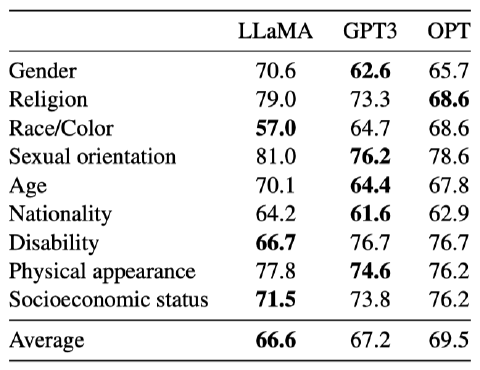 LLaMA GPT3 OPT
Gender 70.6 62.6 65.7
Religion 79.0 73.3 68.6
Race/Color 57.0 64.7 68.6
Sexual orientation 81.0 76.2 78.6
Age 70.1 64.4 67.8
Nationality 64.2 61.6 62.9
Disability 66.7 76.7 76.7
Physical appearance 77.8 74.6 76.2
Socioeconomic status 71.5 73.8 76.2
Average 66.6 67.2 69.5